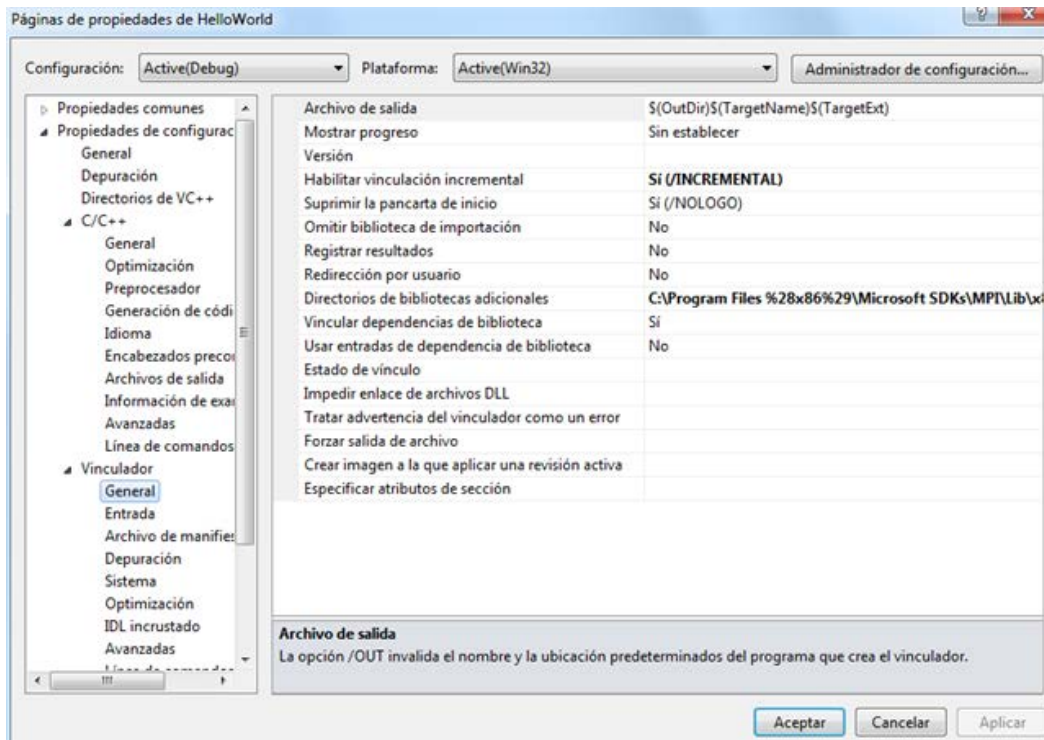 Páginas de propiedades de HelloWorld
Configuración: Active(Debug) Plataforma: Active(Win32) Administrador de configuración...
Propiedades comunes
Propiedades de configurac
General
Depuración
Directorios de VC++
C/C++
General
Optimización
Preprocesador
Generación de códi
Idioma
Encabezados precor
Archivos de salida
Información de exar
Avanzadas
Línea de comandos
Vinculador
General
Entrada
Archivo de manifies
Depuración
Sistema
Optimización
IDL incrustado
Avanzadas
Línea de comandos
Archivo de salida $(OutDir)$(TargetName)$(TargetExt)
Mostrar progreso Sin establecer
Versión
Habilitar vinculación incremental Sí (/INCREMENTAL)
Suprimir la pancarta de inicio Sí (/NOLOGO)
Omitir biblioteca de importación No
Registrar resultados No
Redirección por usuario No
Directorios de bibliotecas adicionales C:\Program Files %28x86%29\Microsoft SDKs\MPI\Lib\x8
Vincular dependencias de biblioteca Sí
Usar entradas de dependencia de biblioteca No
Estado de vínculo
Impedir enlace de archivos DLL
Tratar advertencia del vinculador como un error
Forzar salida de archivo
Crear imagen a la que aplicar una revisión activa
Especificar atributos de sección
Archivo de salida
La opción /OUT invalida el nombre y la ubicación predeterminados del programa que crea el vinculador.
Aceptar Cancelar Aplicar